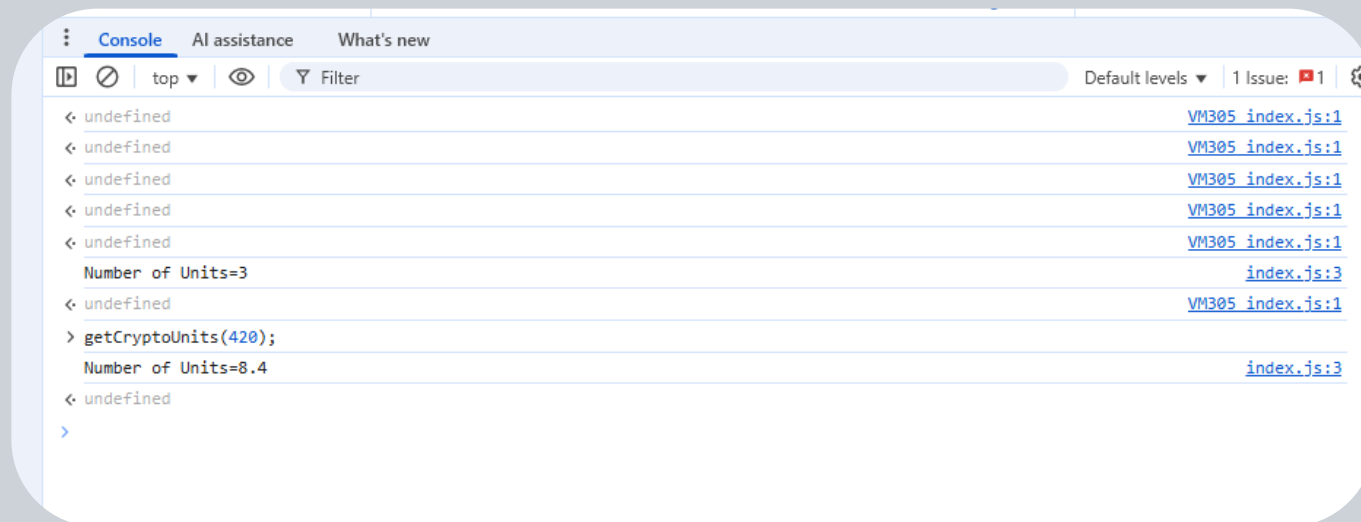 Console AI assistance What's new
top Filter Default levels 1 Issue: 1
undefined VM305 index.js:1
undefined VM305 index.js:1
undefined VM305 index.js:1
undefined VM305 index.js:1
undefined VM305 index.js:1
Number of Units=3 index.js:3
undefined VM305 index.js:1
getCryptoUnits(420);
Number of Units=8.4 index.js:3
undefined